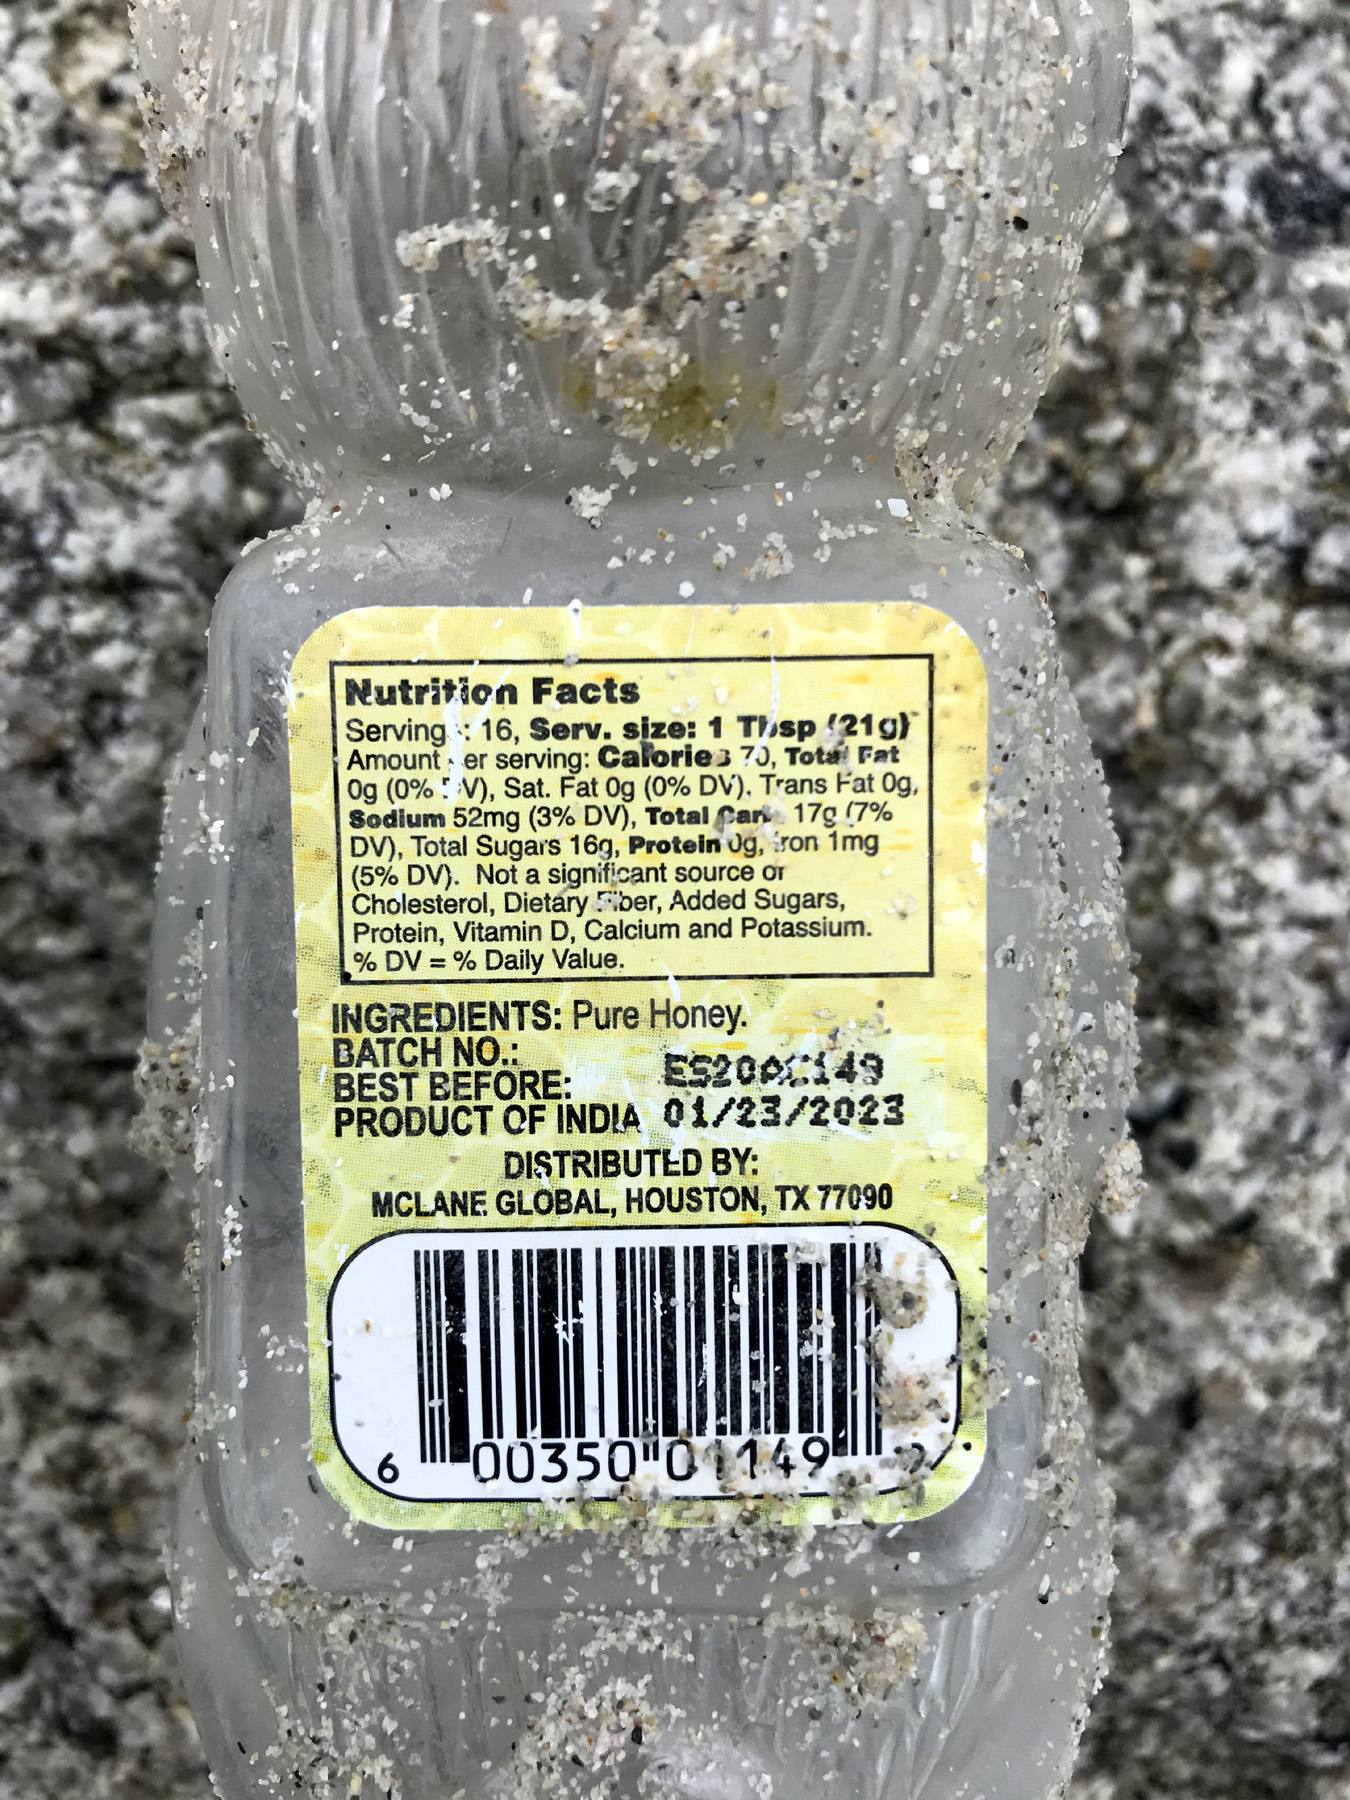 Nutrition Facts
Servings: 16, Serv. size: 1 Tbsp (21g)
Amount per serving: Calories 70, Total Fat
0g (0% DV), Sat. Fat 0g (0% DV), Trans Fat 0g,
Sodium 52mg (3% DV), Total Carb. 17g (7%
DV), Total Sugars 16g, Protein 0g, Iron 1mg
(5% DV). Not a significant source of
Cholesterol, Dietary Fiber, Added Sugars,
Protein, Vitamin D, Calcium and Potassium.
% DV = % Daily Value.
INGREDIENTS: Pure Honey.
BATCH NO.:
BEST BEFORE:
PRODUCT OF INDIA 01/23/2023
DISTRIBUTED BY:
MCLANE GLOBAL, HOUSTON, TX 77090
6 00350 01149